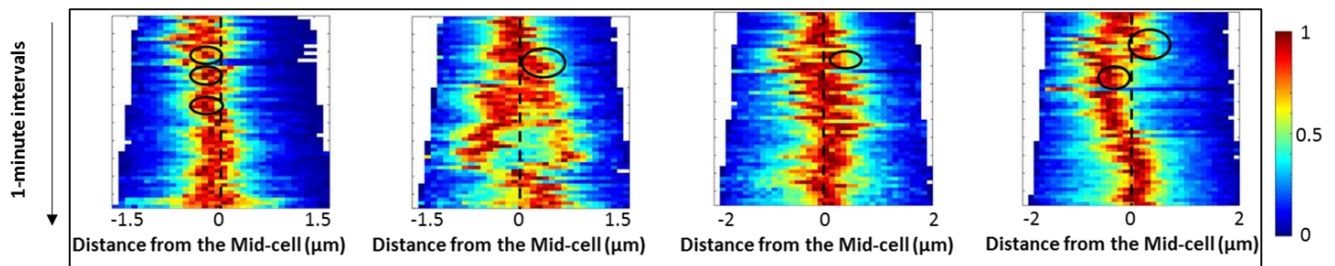 1-minute intervals
-1.5 0 1.5 -1.5 0 1.5 -2 0 2 -2 0 2
Distance from the Mid-cell (μm) Distance from the Mid-cell (μm) Distance from the Mid-cell (μm) Distance from the Mid-cell (μm)
1
0.5
0